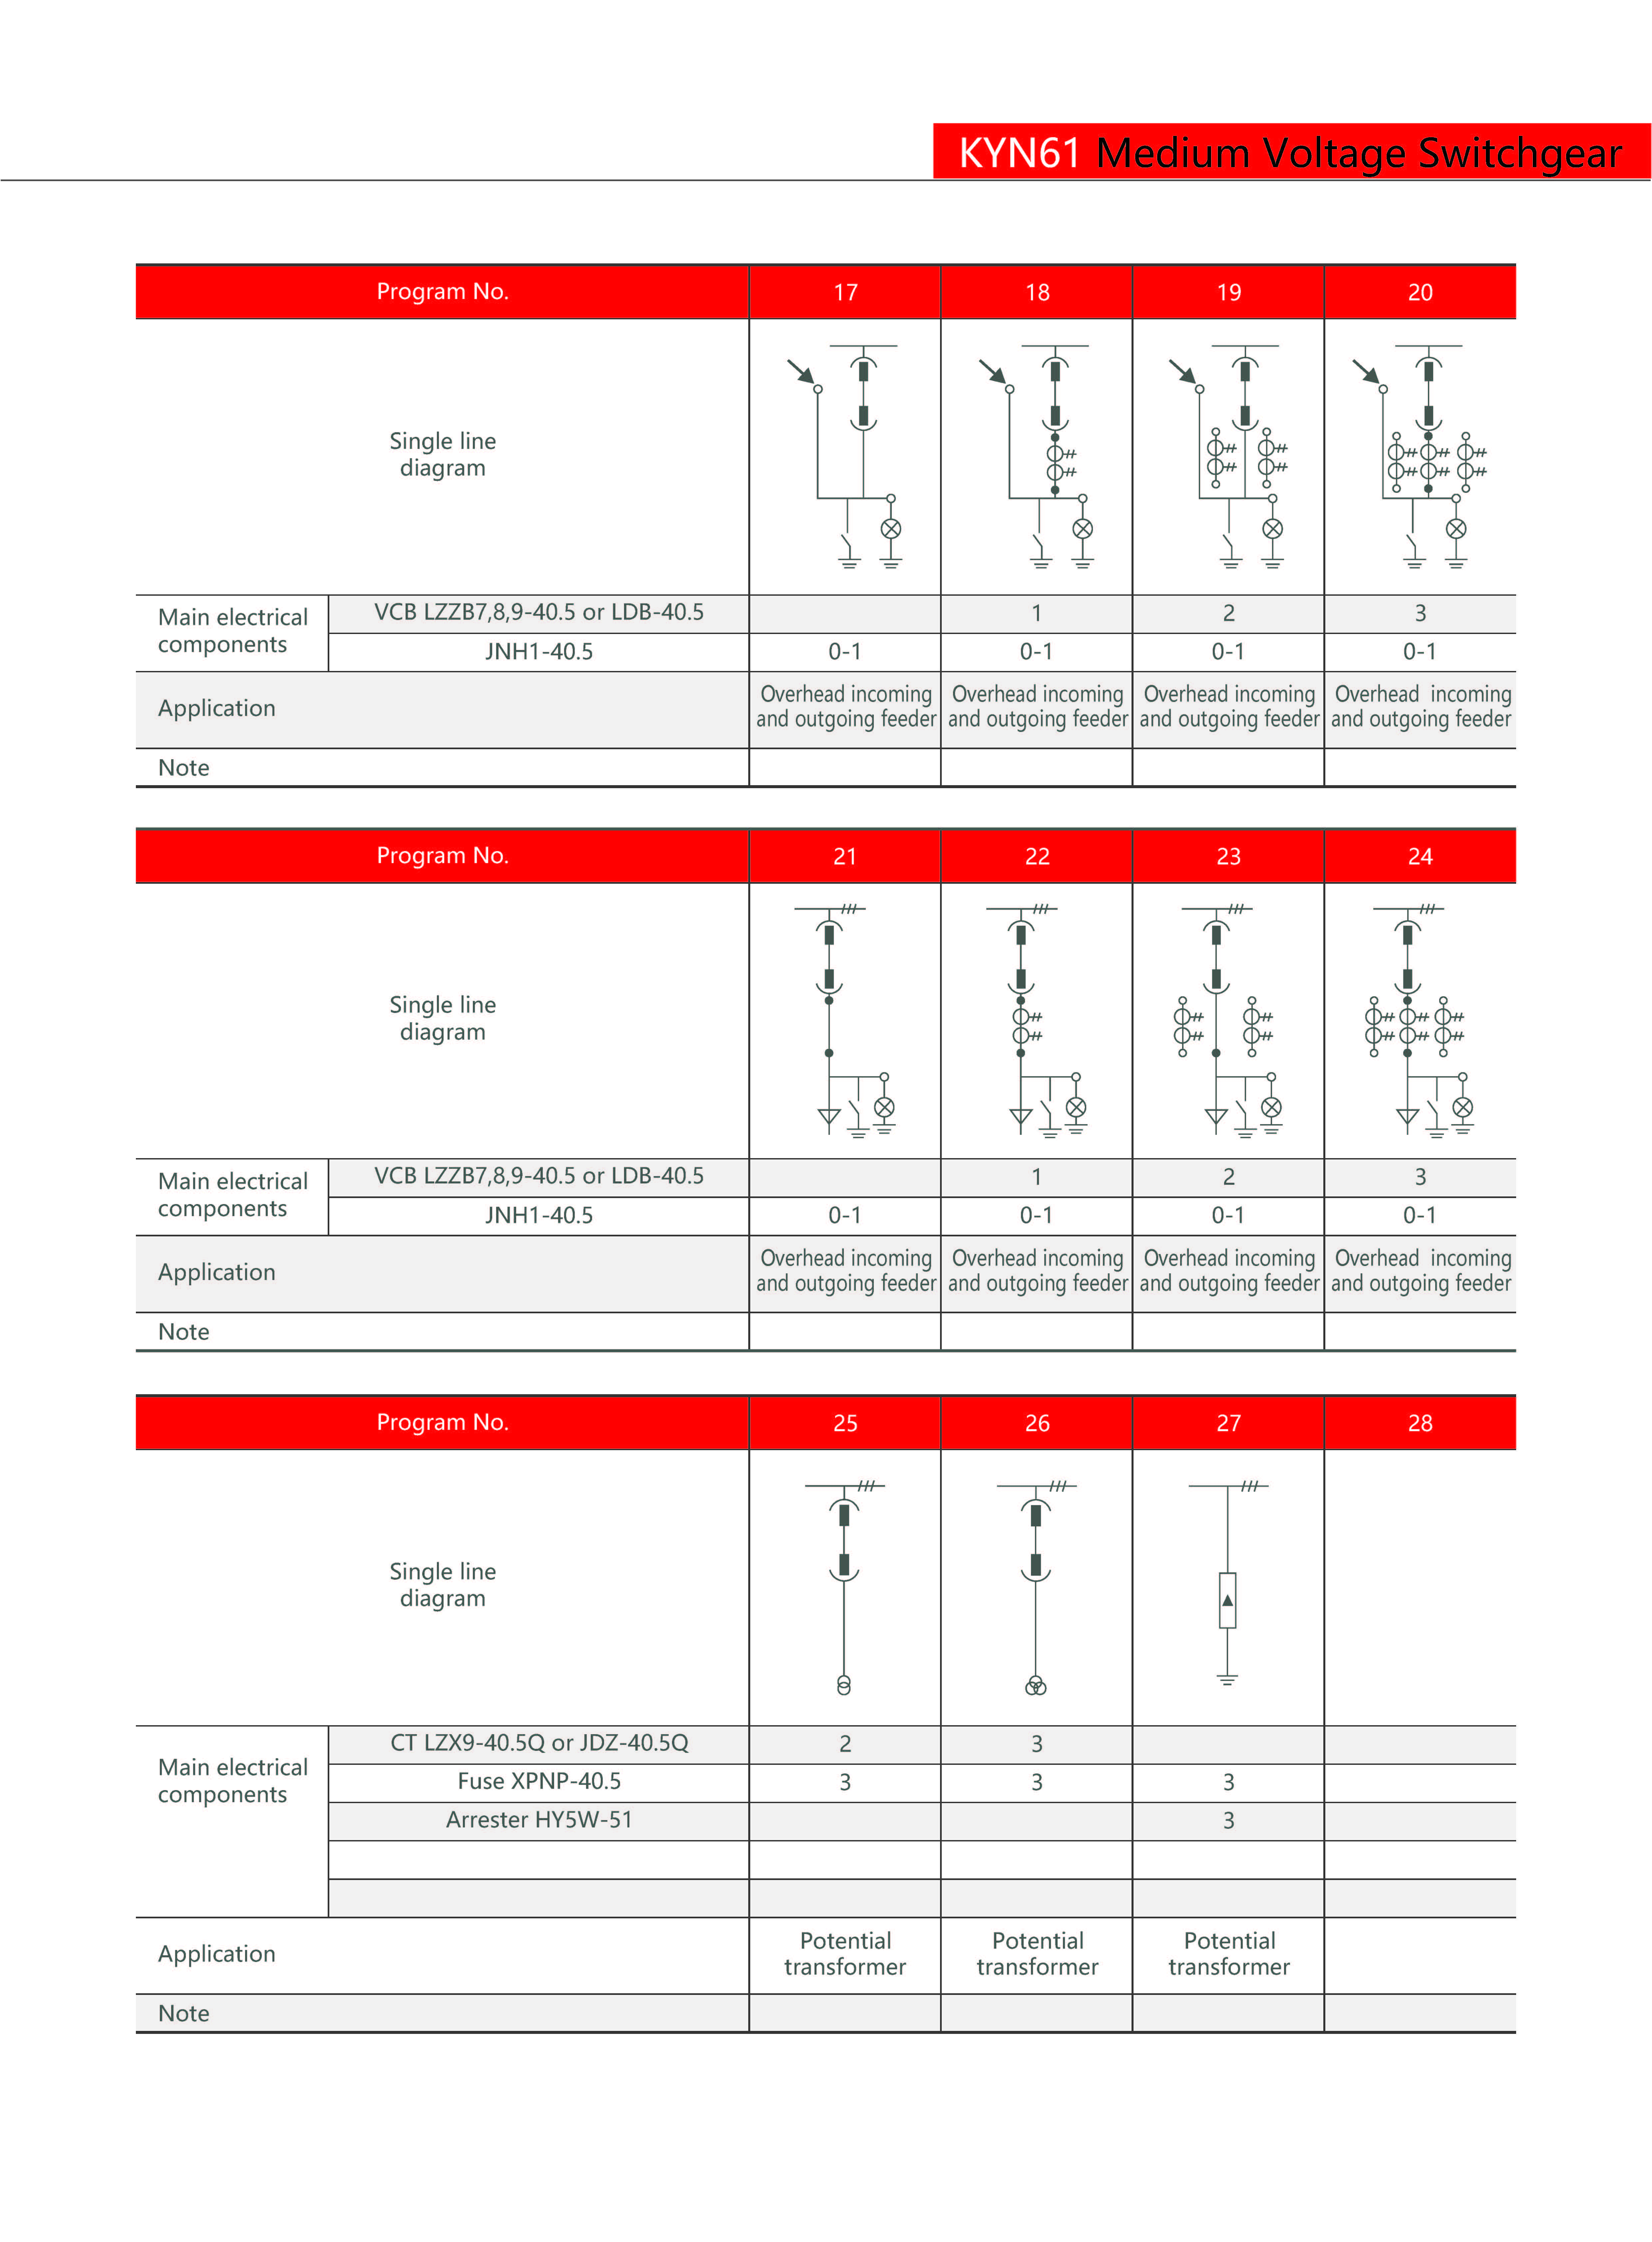 KYN61 Medium Voltage Switchgear
Program No. 17 18 19 20
Single line
diagram
Main electrical
components
VCB LZZB7,8,9-40.5 or LDB-40.5 1 2 3
JNH1-40.5 0-1 0-1 0-1 0-1
Application
Overhead incoming Overhead incoming Overhead incoming Overhead incoming
and outgoing feeder and outgoing feeder and outgoing feeder and outgoing feeder
Note
Program No. 21 22 23 24
Single line
diagram
Main electrical
components
VCB LZZB7,8,9-40.5 or LDB-40.5 1 2 3
JNH1-40.5 0-1 0-1 0-1 0-1
Application
Overhead incoming Overhead incoming Overhead incoming Overhead incoming
and outgoing feeder and outgoing feeder and outgoing feeder and outgoing feeder
Note
Program No. 25 26 27 28
Single line
diagram
Main electrical
components
CT LZX9-40.5Q or JDZ-40.5Q 2 3
Fuse XPNP-40.5 3 3 3
Arrester HY5W-51 3
Application
Potential Potential Potential
transformer transformer transformer
Note